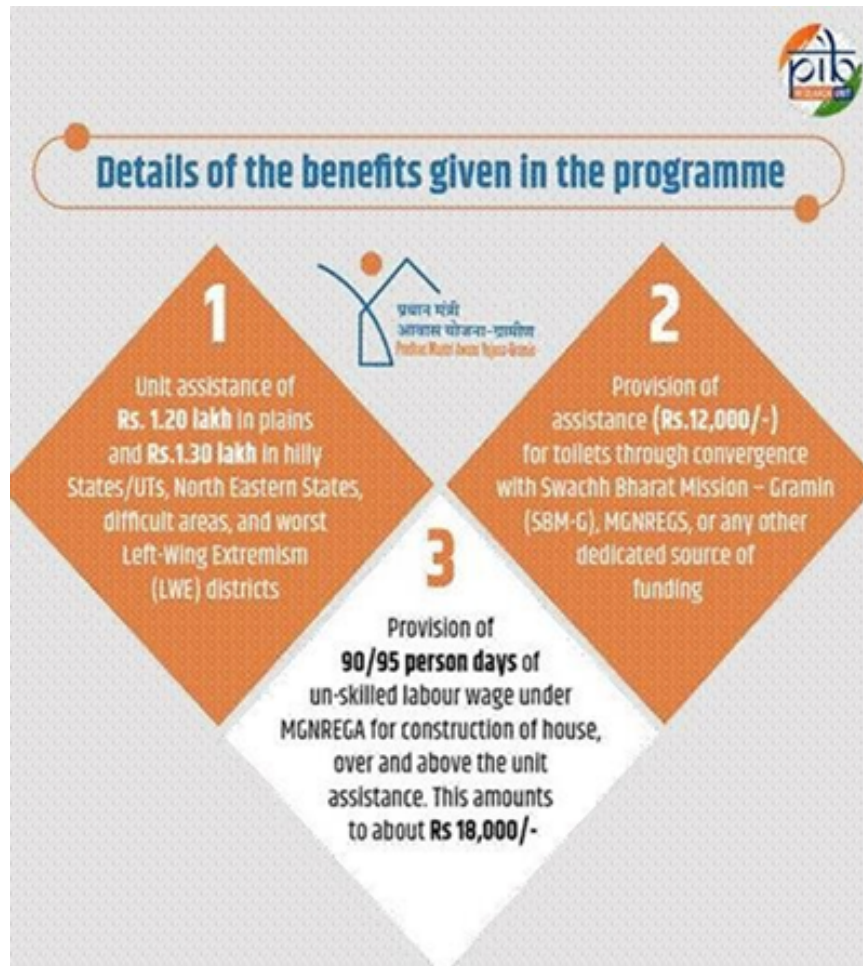 pib
RESEARCH UNIT
Details of the benefits given in the programme
प्रधान मंत्री
आवास योजना-ग्रामीण
Pradhan Mantri Awaas Yojana-Gramin
1
Unit assistance of
Rs. 1.20 lakh in plains
and Rs.1.30 lakh in hilly
States/UTs, North Eastern States,
difficult areas, and worst
Left-Wing Extremism
(LWE) districts
2
Provision of
assistance (Rs.12,000/-)
for toilets through convergence
with Swachh Bharat Mission – Gramin
(SBM-G), MGNREGS, or any other
dedicated source of
funding
3
Provision of
90/95 person days of
un-skilled labour wage under
MGNREGA for construction of house,
over and above the unit
assistance. This amounts
to about Rs 18,000/-